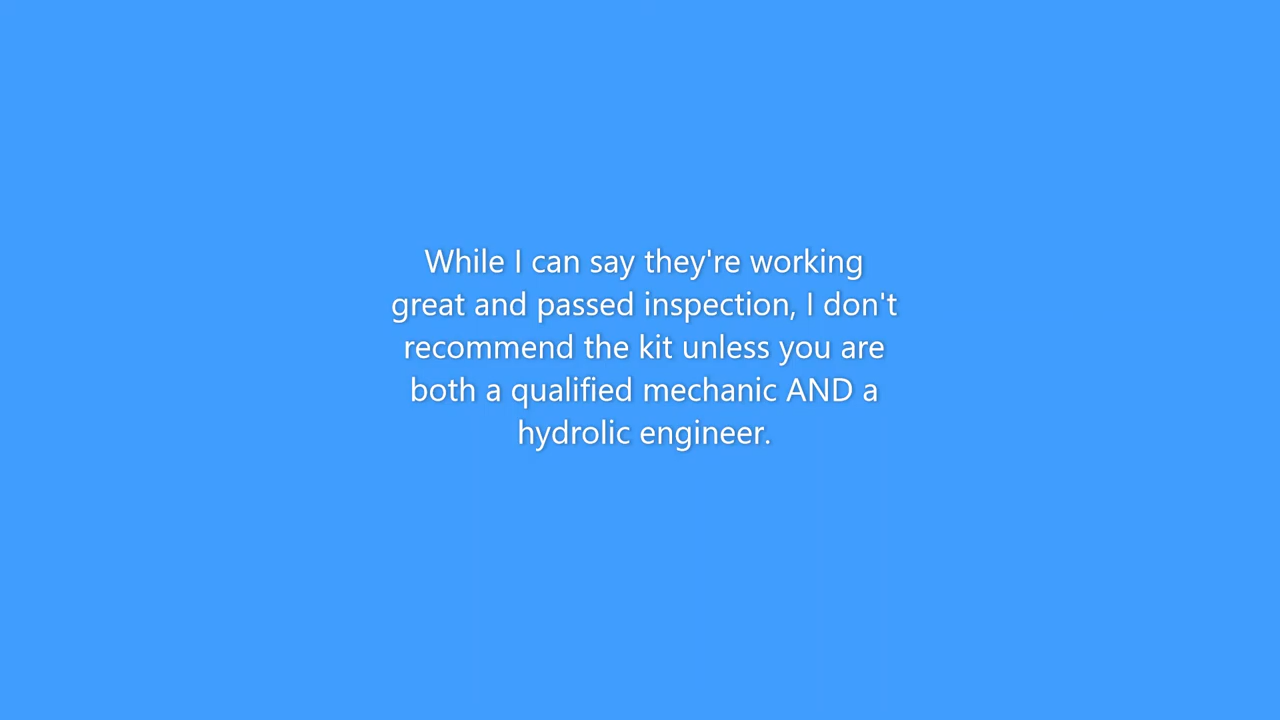 While I can say they're working
great and passed inspection, I don't
recommend the kit unless you are
both a qualified mechanic AND a
hydrolic engineer.